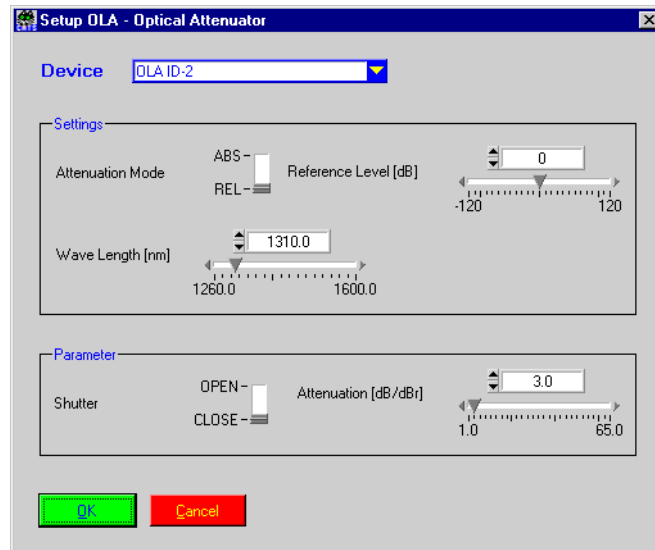 Setup OLA - Optical Attenuator
Device
OLA ID-2
Settings
Attenuation Mode
ABS
REL
Reference Level [dB]
0
-120
120
Wave Length [nm]
1310.0
1260.0
1600.0
Parameter
Shutter
OPEN
CLOSE
Attenuation [dB/dBr]
3.0
1.0
65.0
OK
Cancel